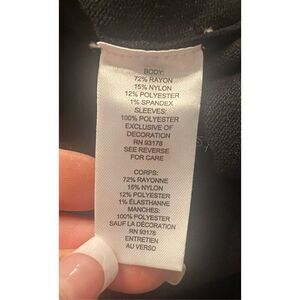 BODY:
72% RAYON
15% NYLON
12% POLYESTER
1% SPANDEX
SLEEVES:
100% POLYESTER
EXCLUSIVE OF
DECORATION
RN 93178
SEE REVERSE
FOR CARE
CORPS:
72% RAYONNE
15% NYLON
12% POLYESTER
1% ÉLASTHANNE
MANCHES:
100% POLYESTER
SAUF LA DÉCORATION
RN 93178
ENTRETIEN
AU VERSO